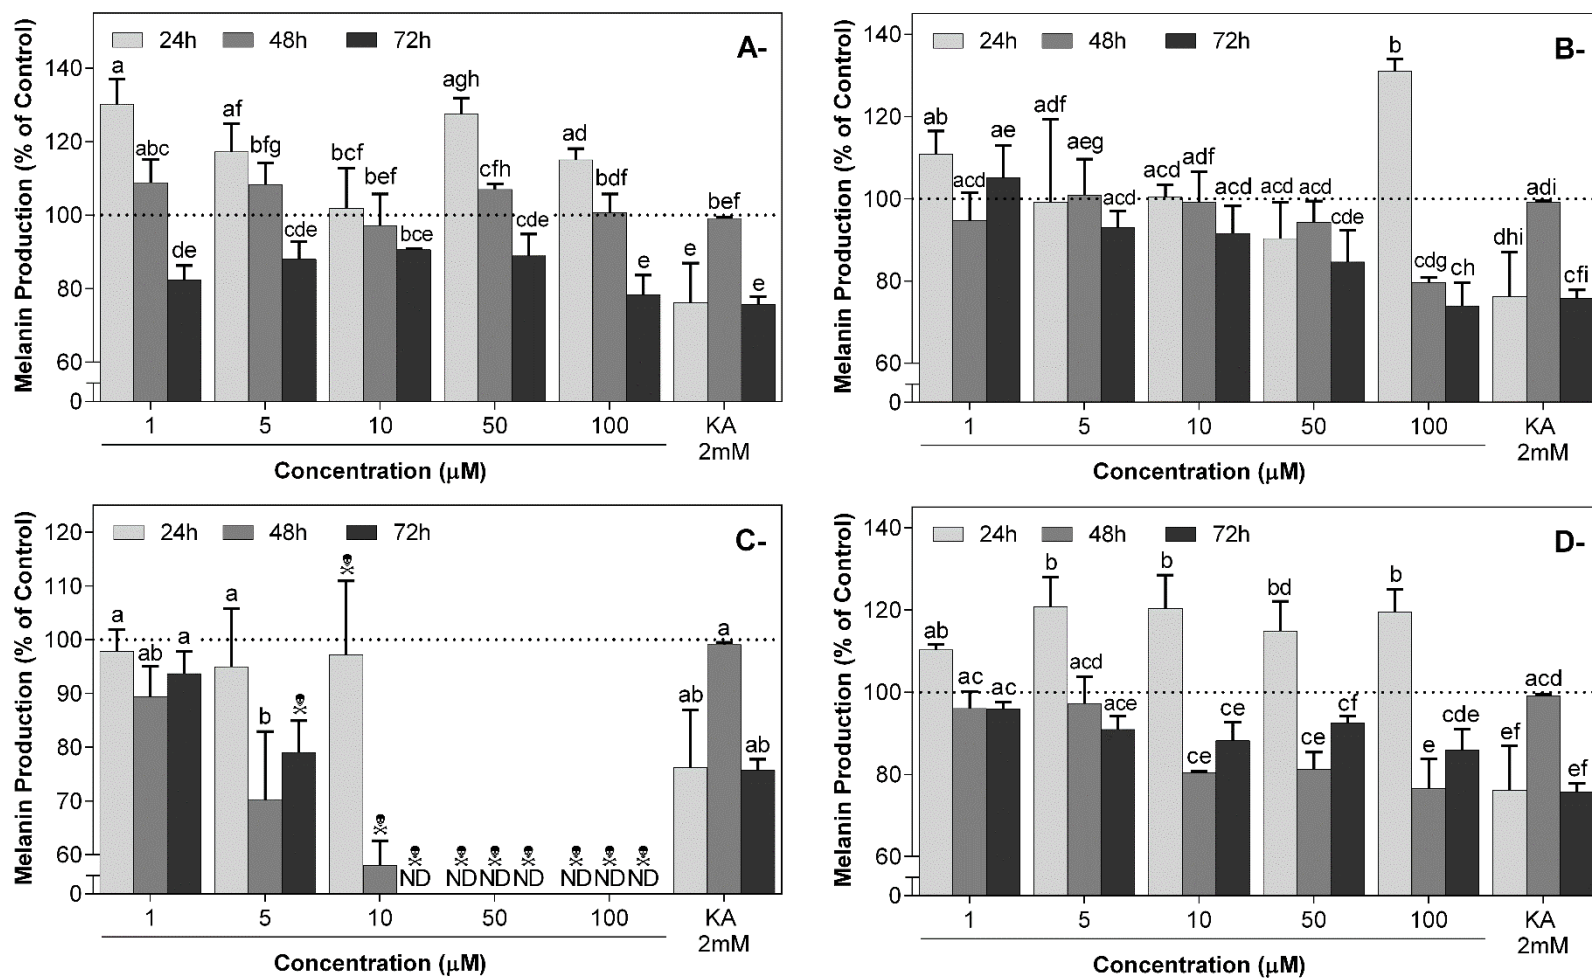 24h 48h 72h
A-
Melanin Production (% of Control)
140
120
100
80
60
0
a abc de
af bfg cde
bcf bef bce
agh cfh cde
ad bdf e
e bef e
1 5 10 50 100 KA
2mM
Concentration (μM)
24h 48h 72h
B-
Melanin Production (% of Control)
140
120
100
80
60
0
ab acd ae
adf aeg acd
acd adf acd
acd acd cde
b cdg ch
dhi adi cfi
1 5 10 50 100 KA
2mM
Concentration (μM)
24h 48h 72h
C-
Melanin Production (% of Control)
120
110
100
90
80
70
60
0
a ab a
a b
ND
ND ND ND
ND ND ND
ab a ab
1 5 10 50 100 KA
2mM
Concentration (μM)
24h 48h 72h
D-
Melanin Production (% of Control)
140
120
100
80
60
0
ab ac ac
b acd ace
b ce ce
bd ce cf
b e cde
ef acd ef
1 5 10 50 100 KA
2mM
Concentration (μM)